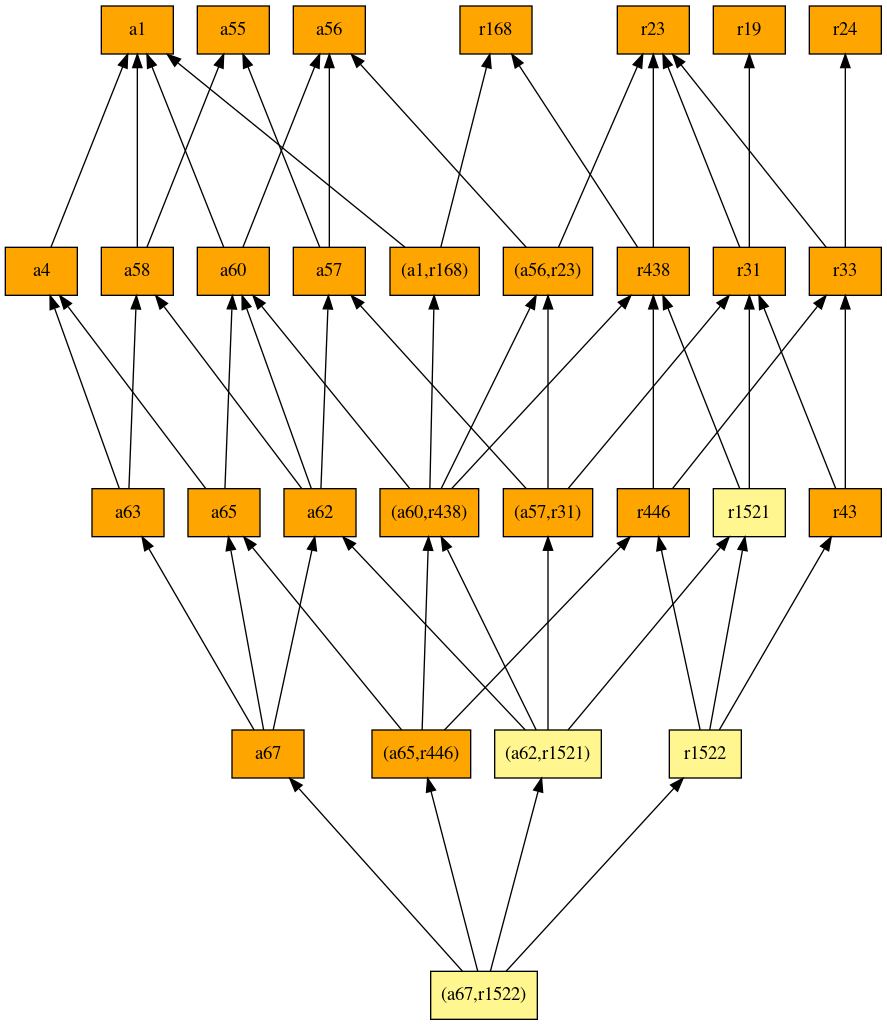 a1
a55
a56
r168
r23
r19
r24
a4
a58
a60
a57
(a1,r168)
(a56,r23)
r438
r31
r33
a63
a65
a62
(a60,r438)
(a57,r31)
r446
r1521
r43
a67
(a65,r446)
(a62,r1521)
r1522
(a67,r1522)